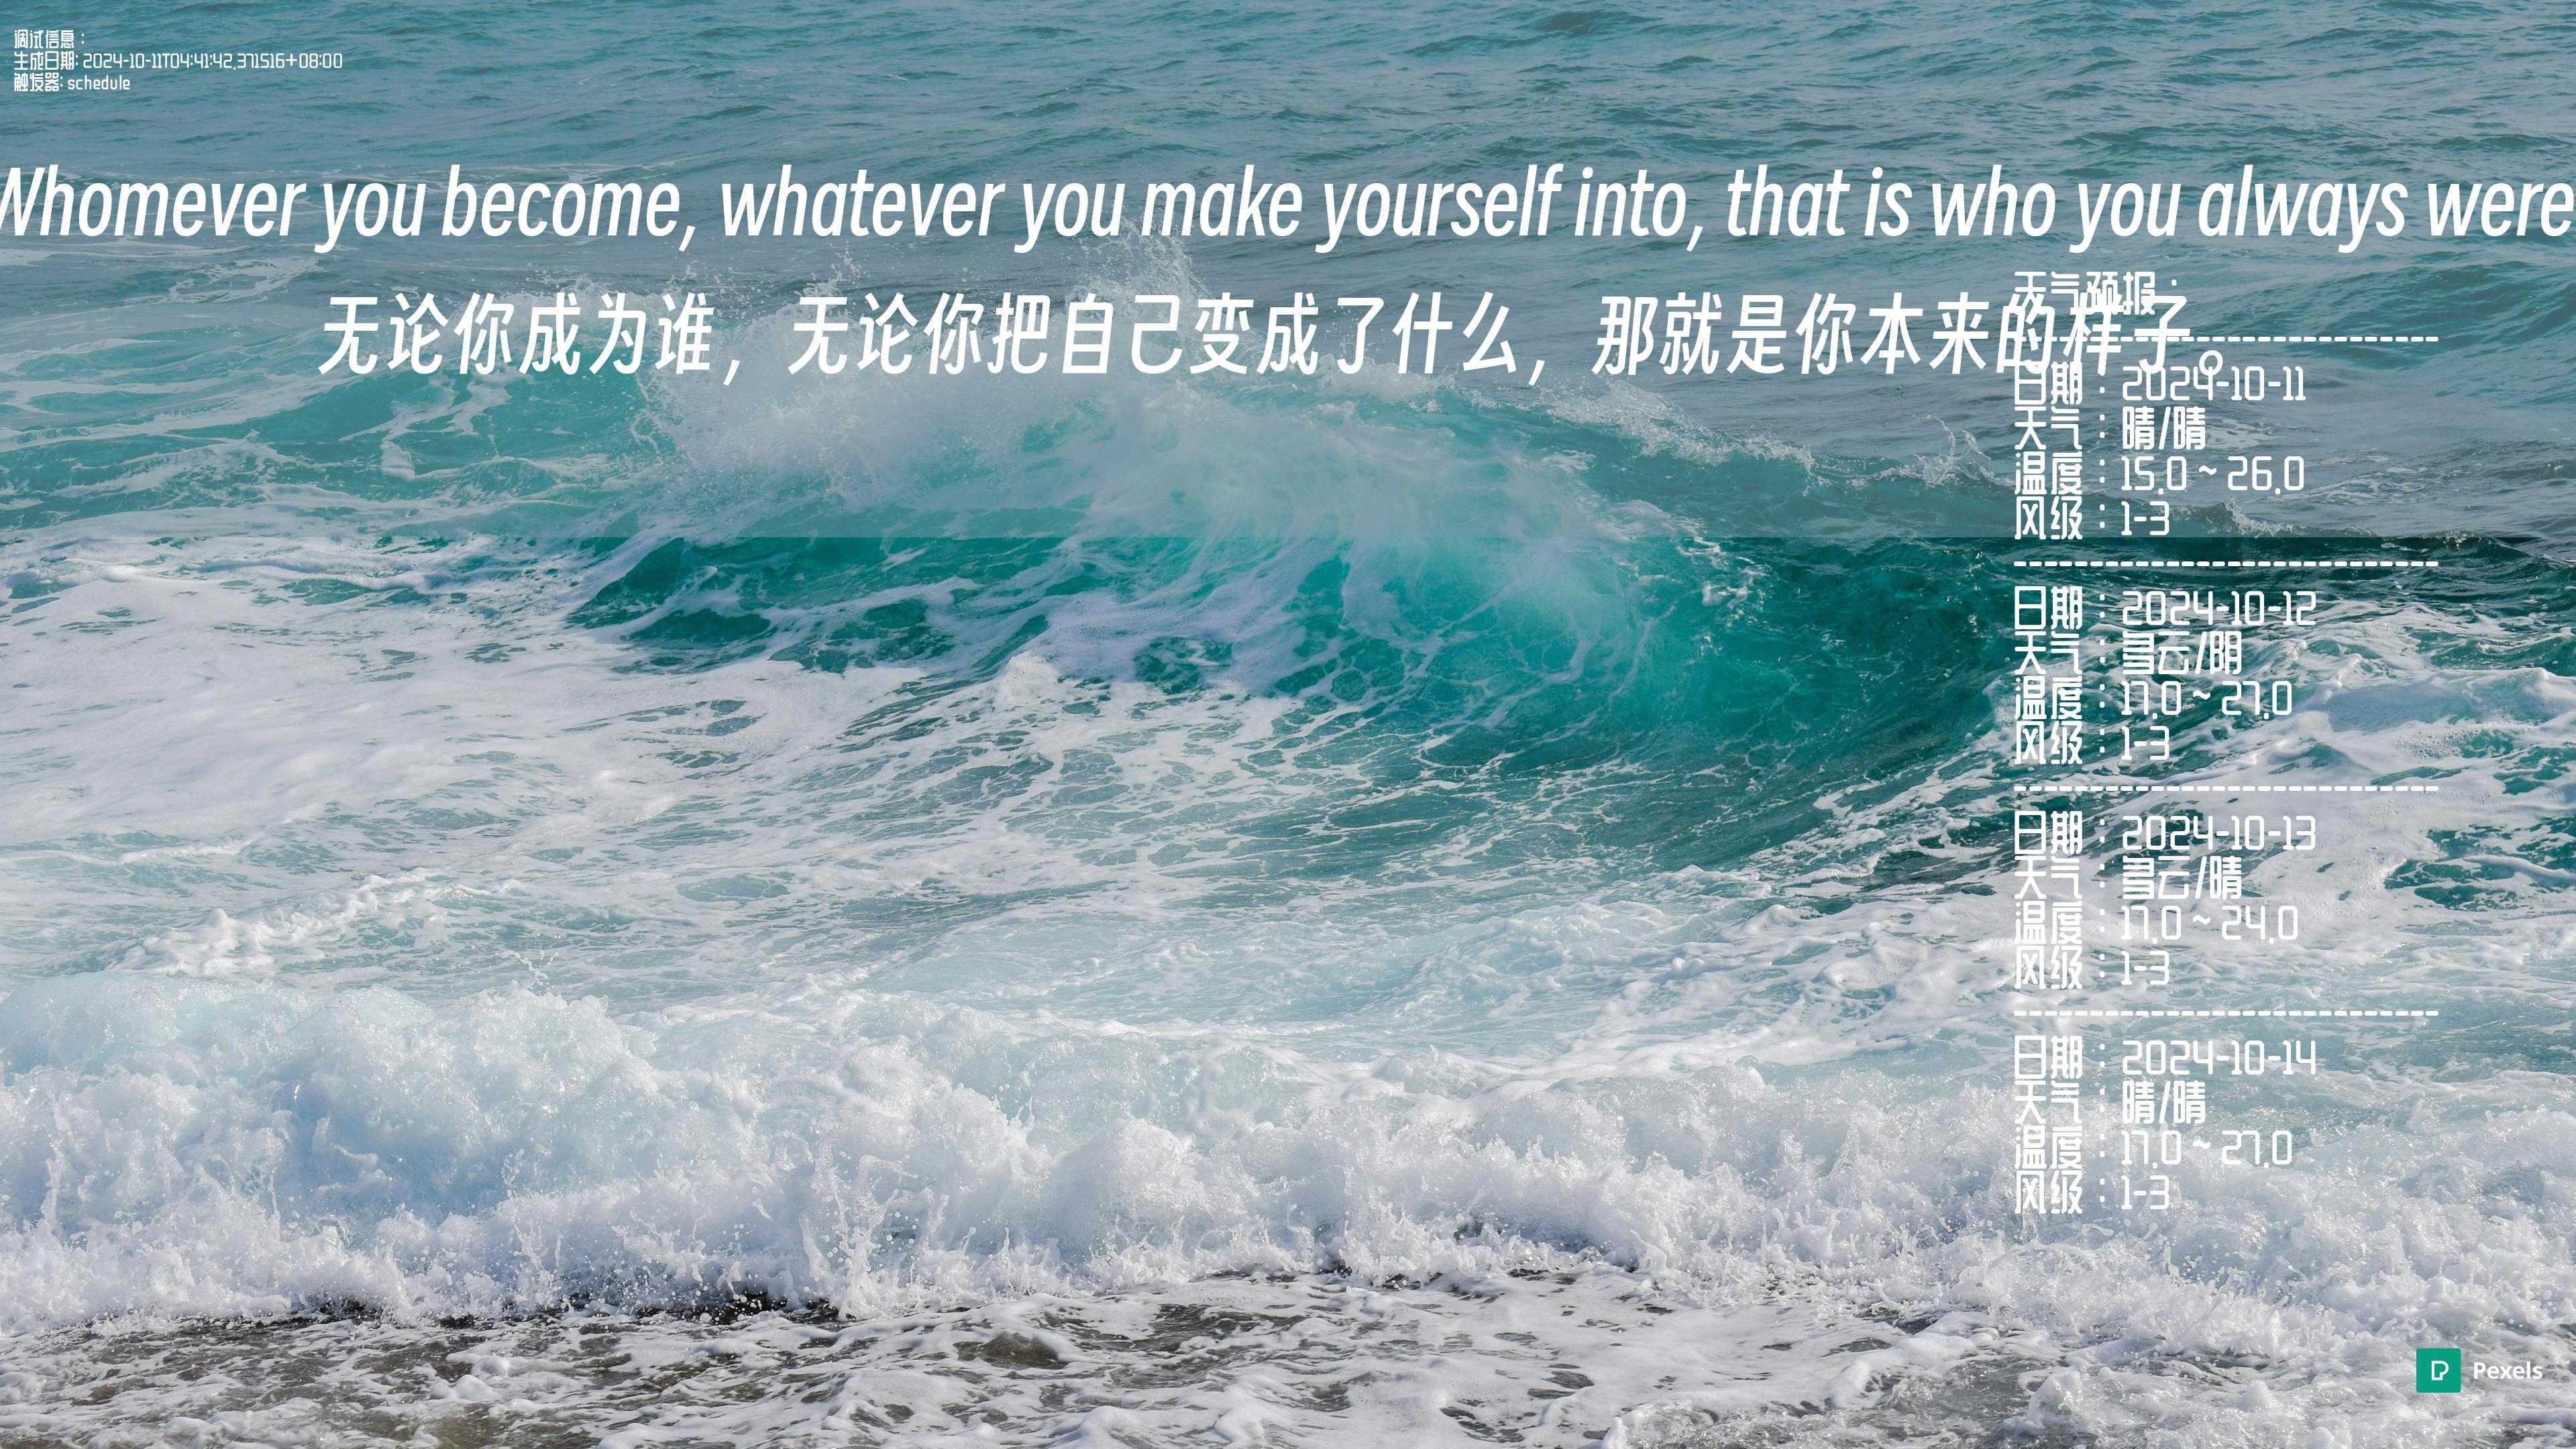 调试信息：
生成日期: 2024-10-11T04:41:42.371516+08:00
触发器: schedule
Whomever you become, whatever you make yourself into, that is who you always were
无论你成为谁，无论你把自己变成了什么，那就是你本来的样子。
天气预报：
------------------------------
日期：2024-10-11
天气：晴/晴
温度：15.0 ~ 26.0
风级：1-3
------------------------------
日期：2024-10-12
天气：多云/阴
温度：17.0 ~ 27.0
风级：1-3
------------------------------
日期：2024-10-13
天气：多云/晴
温度：17.0 ~ 24.0
风级：1-3
------------------------------
日期：2024-10-14
天气：晴/晴
温度：17.0 ~ 27.0
风级：1-3
Pexels